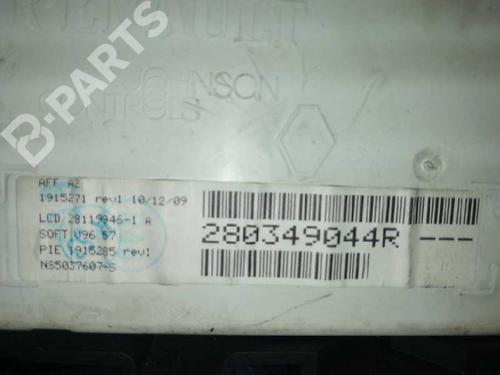 RENAULT
B-PARTS
JOHNSON
CONTROLS
AFF A2
1915271 rev1 10/12/09
LCD 28119946-1 A
SOFT V96 S7
PIE 1915285 rev1
NS5037607-S
280349044R ---